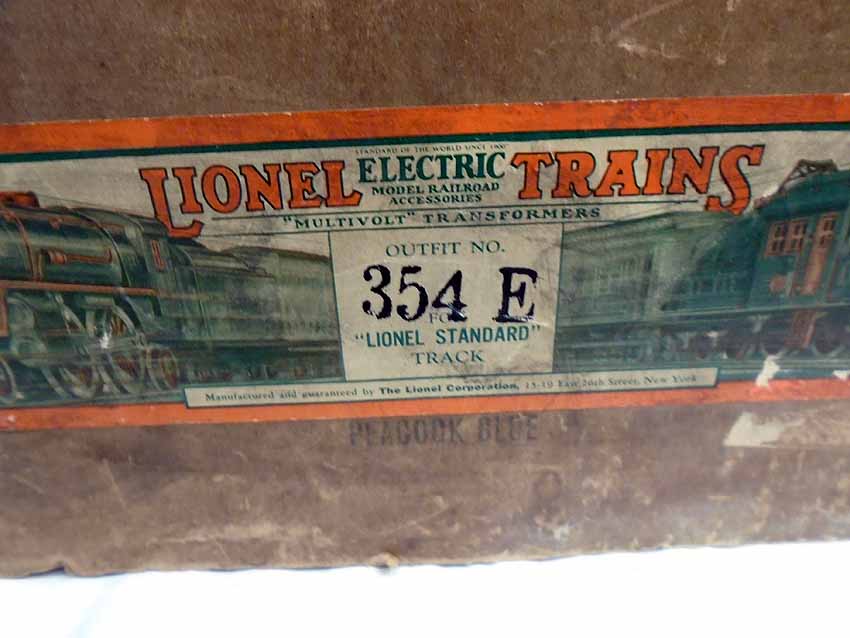 STANDARD OF THE WORLD SINCE 1900
LIONEL ELECTRIC TRAINS
MODEL RAILROAD
ACCESSORIES
"MULTIVOLT" TRANSFORMERS
OUTFIT NO.
354 E
FO
"LIONEL STANDARD"
TRACK
Manufactured and guaranteed by The Lionel Corporation, 15-19 East 26th Street, New York
PEACOCK BLUE